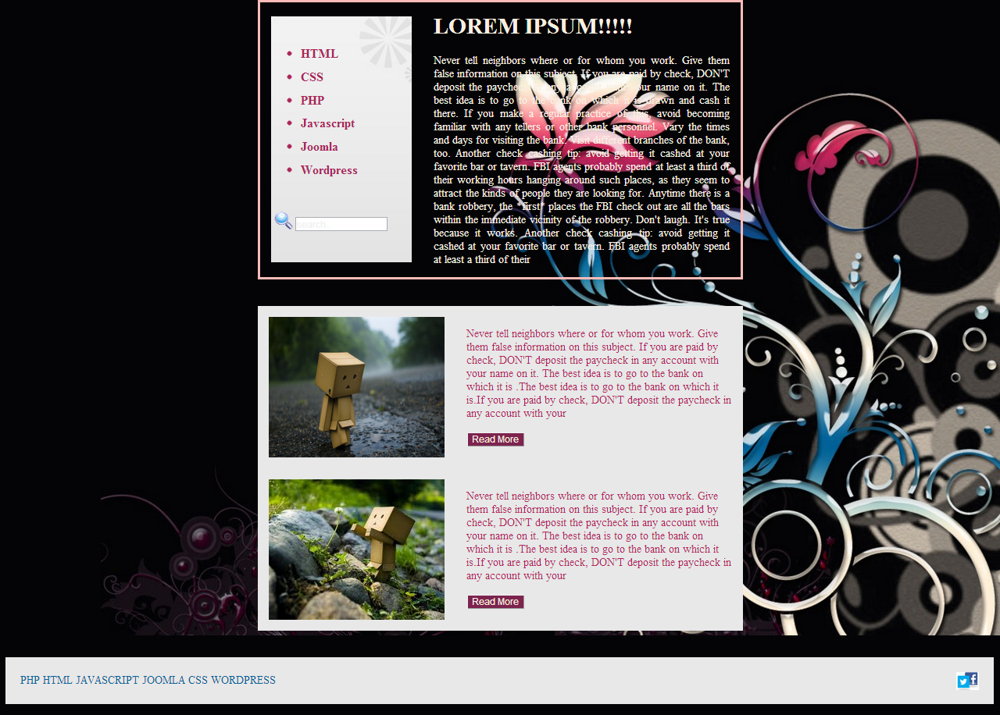 HTML
CSS
PHP
Javascript
Joomla
Wordpress
search...
LOREM IPSUM!!!!!
Never tell neighbors where or for whom you work. Give them
false information on this subject. If you are paid by check, DON'T
deposit the paycheck in any account with your name on it. The
best idea is to go to the bank on which it is drawn and cash it
there. If you make a regular practice of this, avoid becoming
familiar with any tellers or other bank personnel. Vary the times
and days for visiting the bank. Visit different branches of the bank,
too. Another check cashing tip: avoid getting it cashed at your
favorite bar or tavern. FBI agents probably spend at least a third of
their working hours hanging around such places, as they seem to
attract the kinds of people they are looking for. Anytime there is a
bank robbery, the *first* places the FBI check out are all the bars
within the immediate vicinity of the robbery. Don't laugh. It's true
because it works. Another check cashing tip: avoid getting it
cashed at your favorite bar or tavern. FBI agents probably spend
at least a third of their
Never tell neighbors where or for whom you work. Give
them false information on this subject. If you are paid by
check, DON'T deposit the paycheck in any account with
your name on it. The best idea is to go to the bank on
which it is .The best idea is to go to the bank on which it
is.If you are paid by check, DON'T deposit the paycheck in
any account with your
Read More
Never tell neighbors where or for whom you work. Give
them false information on this subject. If you are paid by
check, DON'T deposit the paycheck in any account with
your name on it. The best idea is to go to the bank on
which it is .The best idea is to go to the bank on which it
is.If you are paid by check, DON'T deposit the paycheck in
any account with your
Read More
PHP HTML JAVASCRIPT JOOMLA CSS WORDPRESS